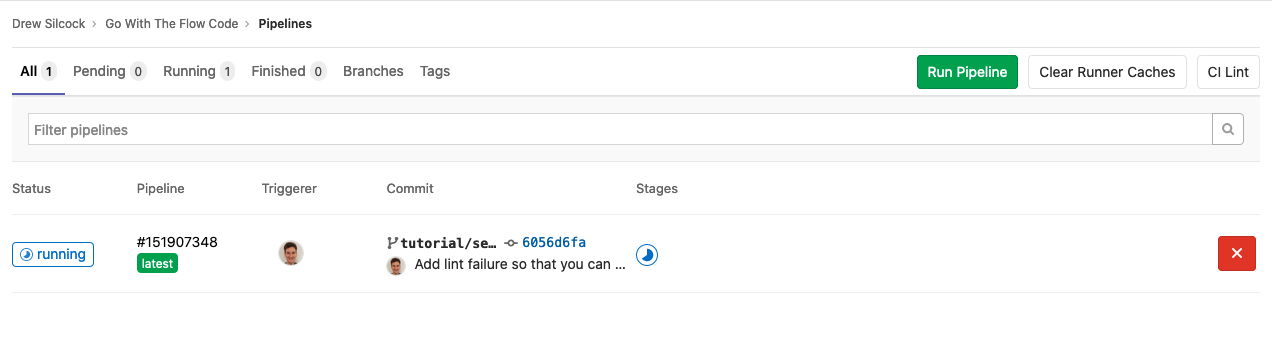 Drew Silcock › Go With The Flow Code › Pipelines
All 1 Pending 0 Running 1 Finished 0 Branches Tags Run Pipeline Clear Runner Caches CI Lint
Filter pipelines
Status Pipeline Triggerer Commit Stages
running #151907348 tutorial/se… 6056d6fa
latest Add lint failure so that you can …